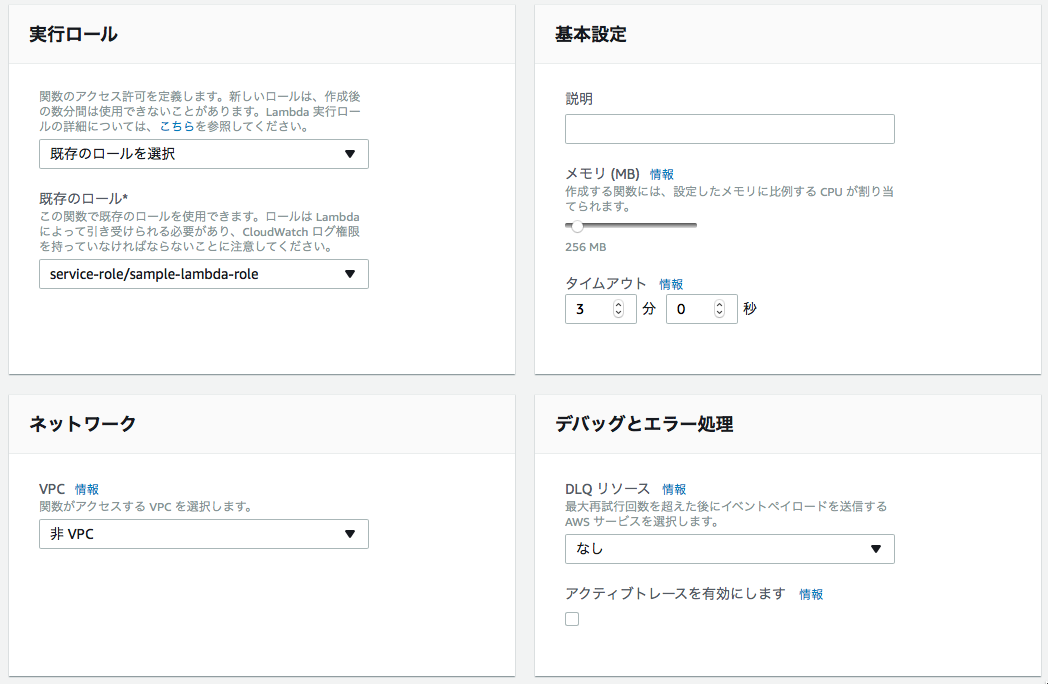 実行ロール
関数のアクセス許可を定義します。新しいロールは、作成後
の数分間は使用できないことがあります。Lambda 実行ロー
ルの詳細については、こちらを参照してください。
既存のロールを選択
既存のロール*
この関数で既存のロールを使用できます。ロールは Lambda
によって引き受けられる必要があり、CloudWatch ログ権限
を持っていなければならないことに注意してください。
service-role/sample-lambda-role
基本設定
説明
メモリ (MB) 情報
作成する関数には、設定したメモリに比例する CPU が割り当
てられます。
256 MB
タイムアウト 情報
3 分 0 秒
ネットワーク
VPC 情報
関数がアクセスする VPC を選択します。
非 VPC
デバッグとエラー処理
DLQ リソース 情報
最大再試行回数を超えた後にイベントペイロードを送信する
AWS サービスを選択します。
なし
アクティブトレースを有効にします 情報